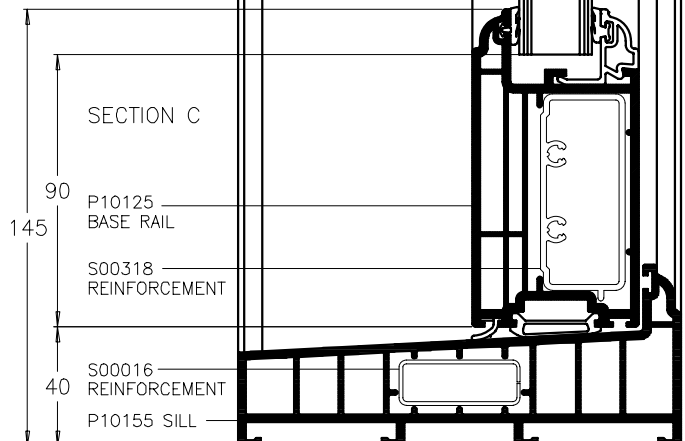 SECTION C
90
P10125
BASE RAIL
145
S00318
REINFORCEMENT
S00016
40
REINFORCEMENT
P10155 SILL